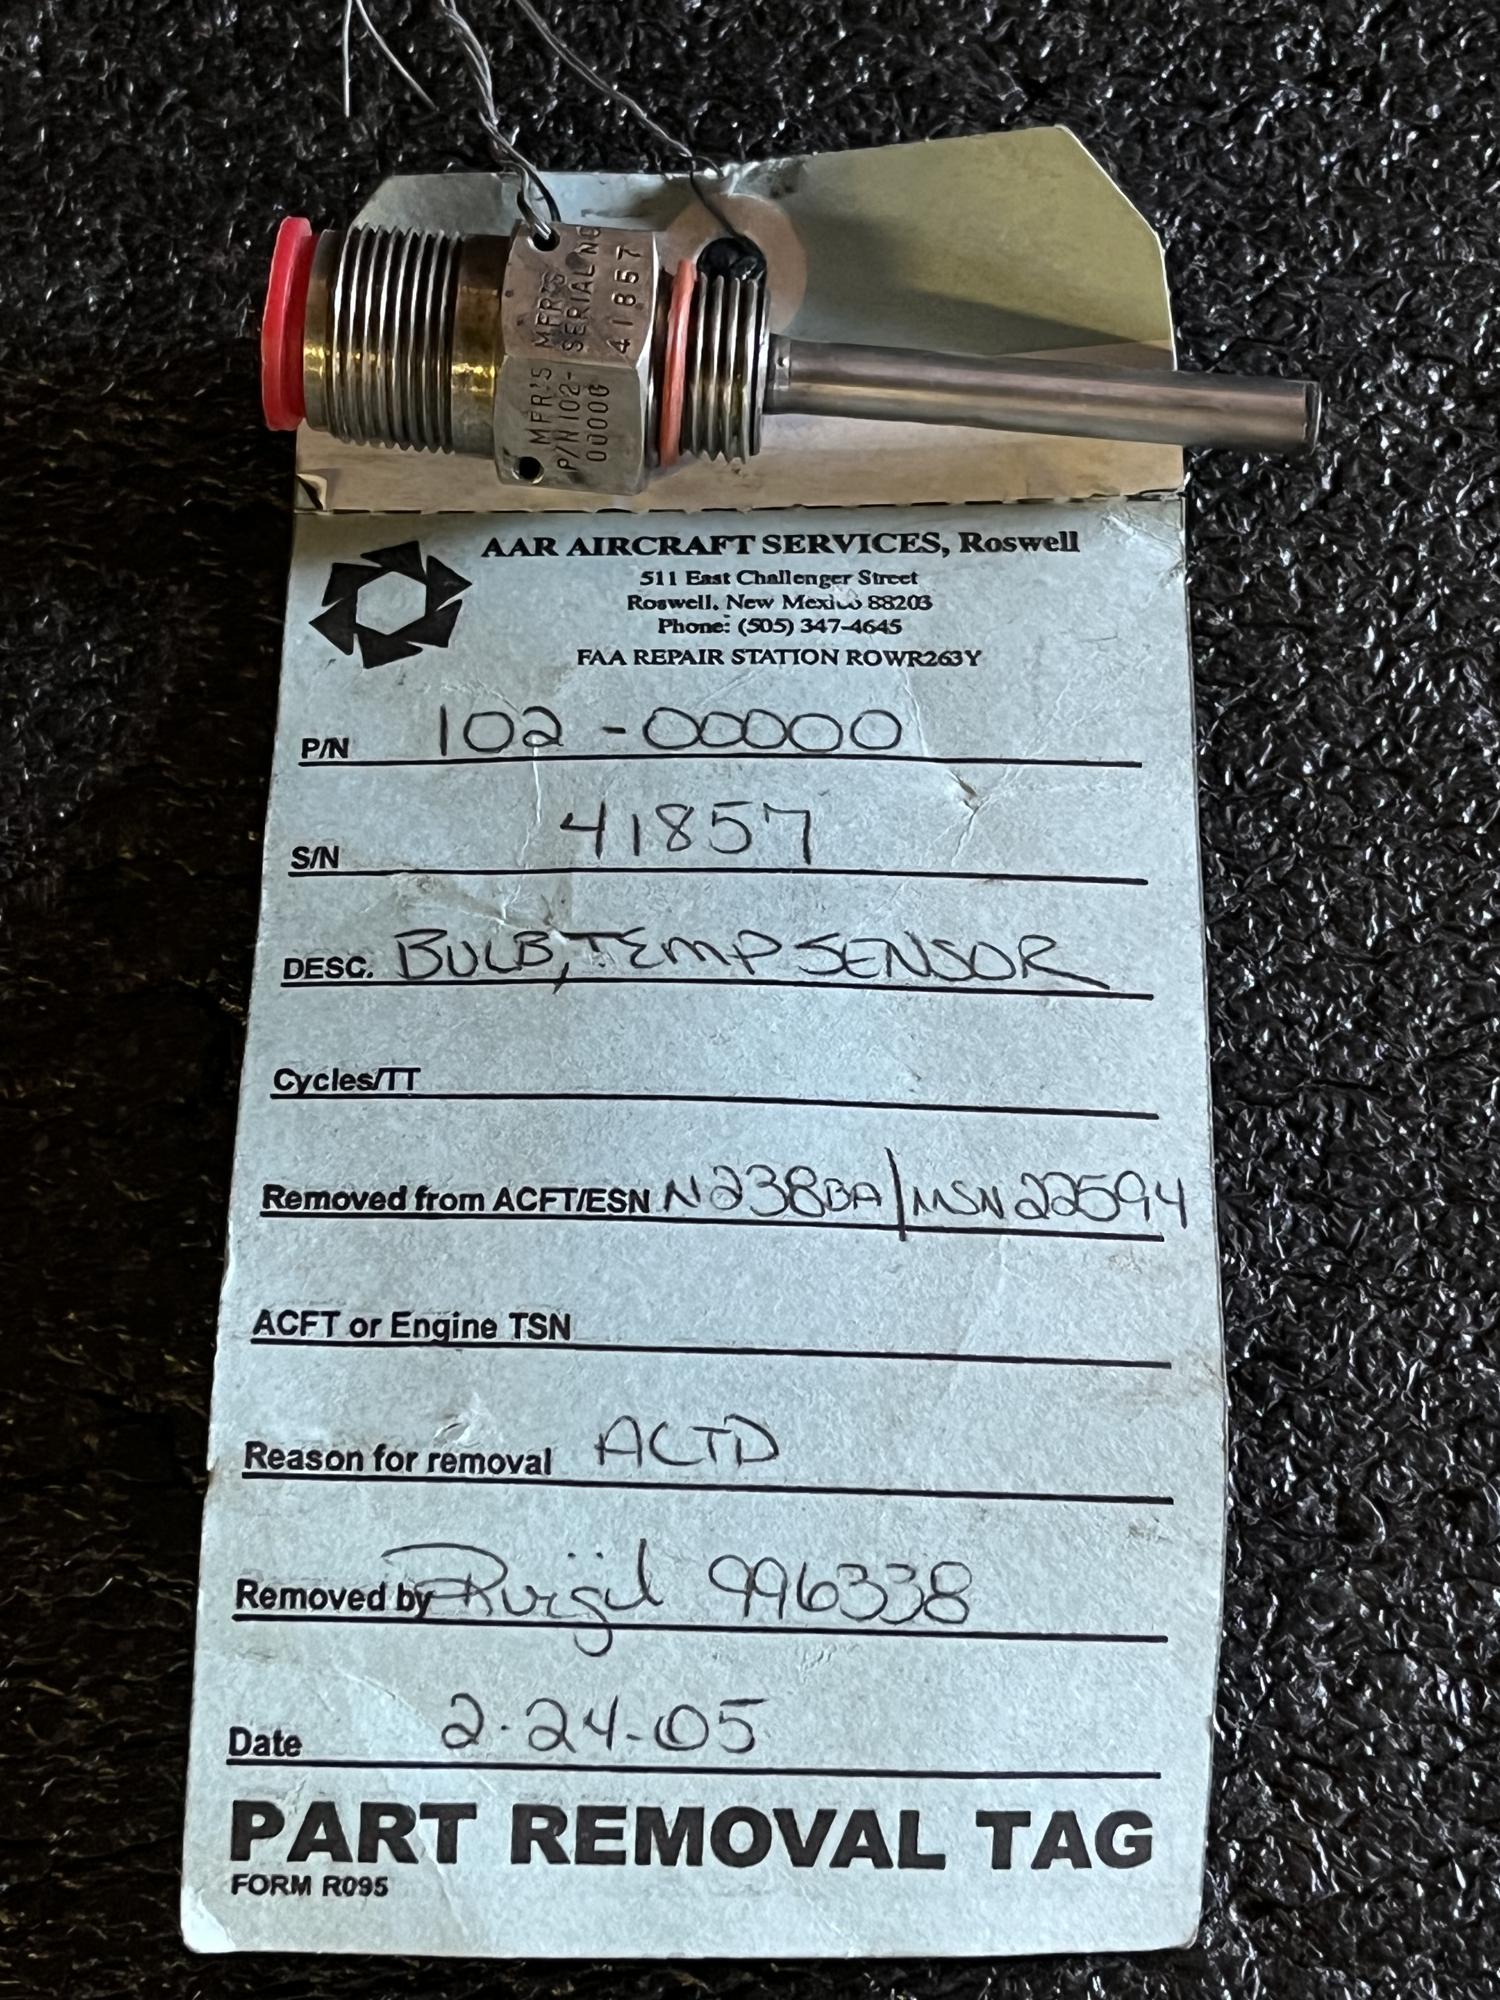 MFR'S
SERIAL NO
41857
MFR'S
P/N 102-
00000
AAR AIRCRAFT SERVICES, Roswell
511 East Challenger Street
Roswell, New Mexico 88203
Phone: (505) 347-4645
FAA REPAIR STATION ROWR263Y
P/N 102-00000
S/N 41857
DESC. BULB, TEMP SENSOR
Cycles/TT
Removed from ACFT/ESN N238BA/MSN22594
ACFT or Engine TSN
Reason for removal ACTD
Removed by 996338
Date 2-24-05
PART REMOVAL TAG
FORM R095